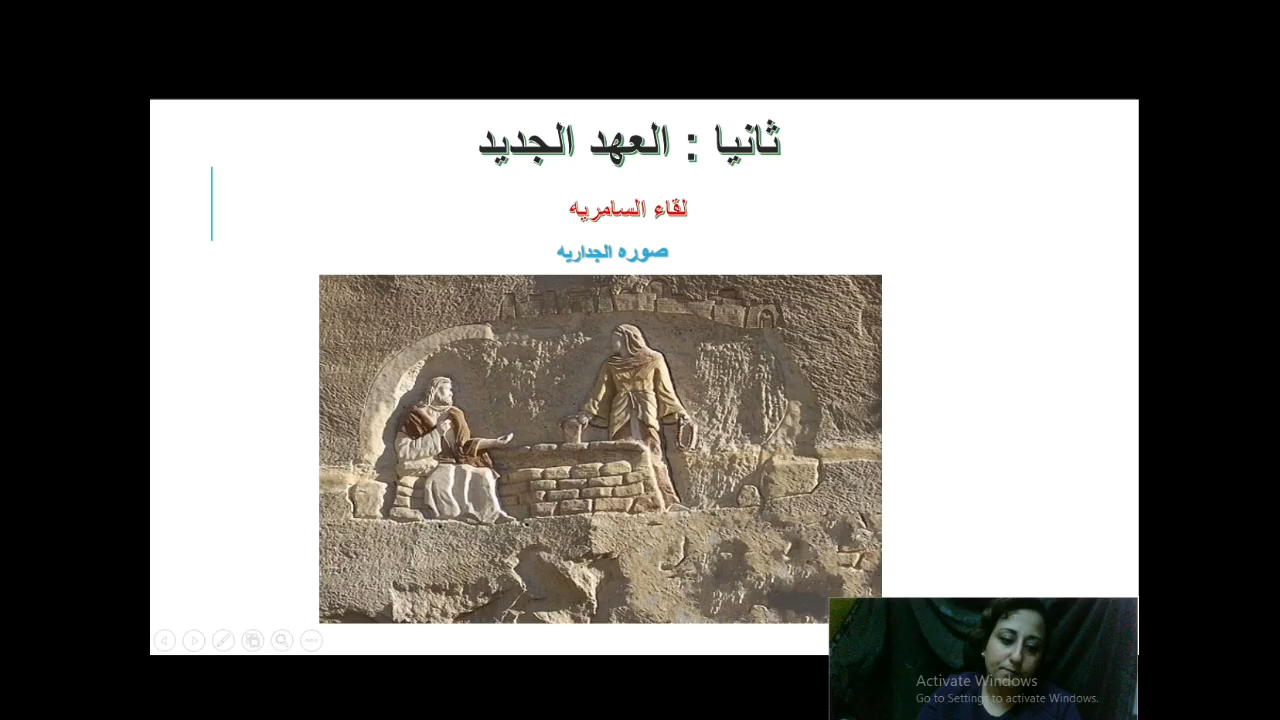 ثانيا : العهد الجديد
لقاء السامريه
صوره الجداريه
Activate Windows
Go to Settings to activate Windows.